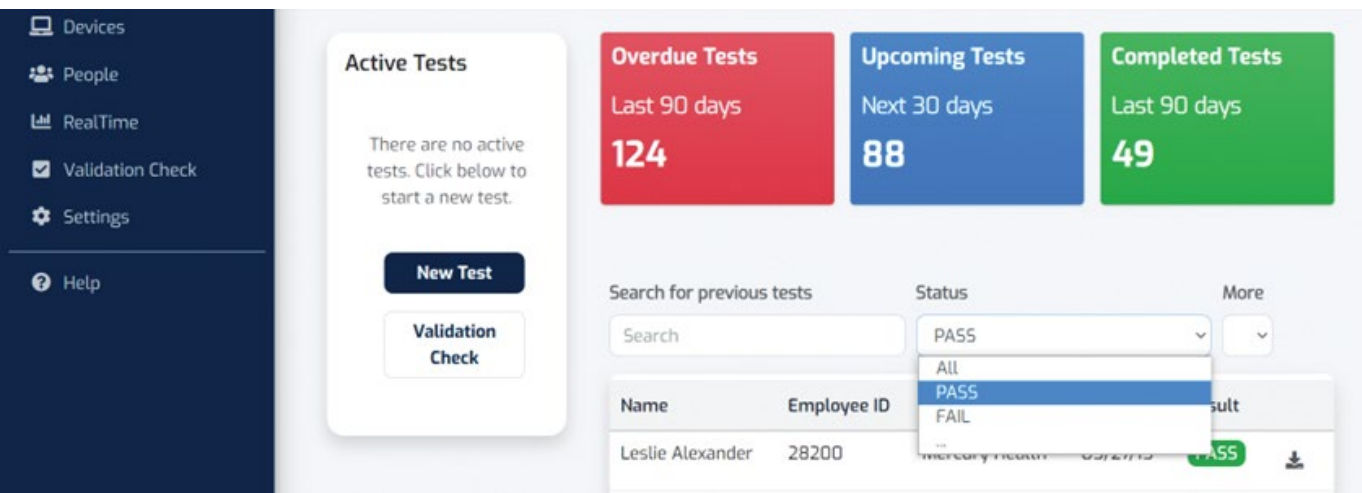 Devices
People
RealTime
Validation Check
Settings
Help
Active Tests
There are no active
tests. Click below to
start a new test.
New Test
Validation
Check
Overdue Tests
Last 90 days
124
Upcoming Tests
Next 30 days
88
Completed Tests
Last 90 days
49
Search for previous tests
Search
Status
PASS
More
All
PASS
FAIL
...
Name Employee ID
Leslie Alexander 28200 PASS